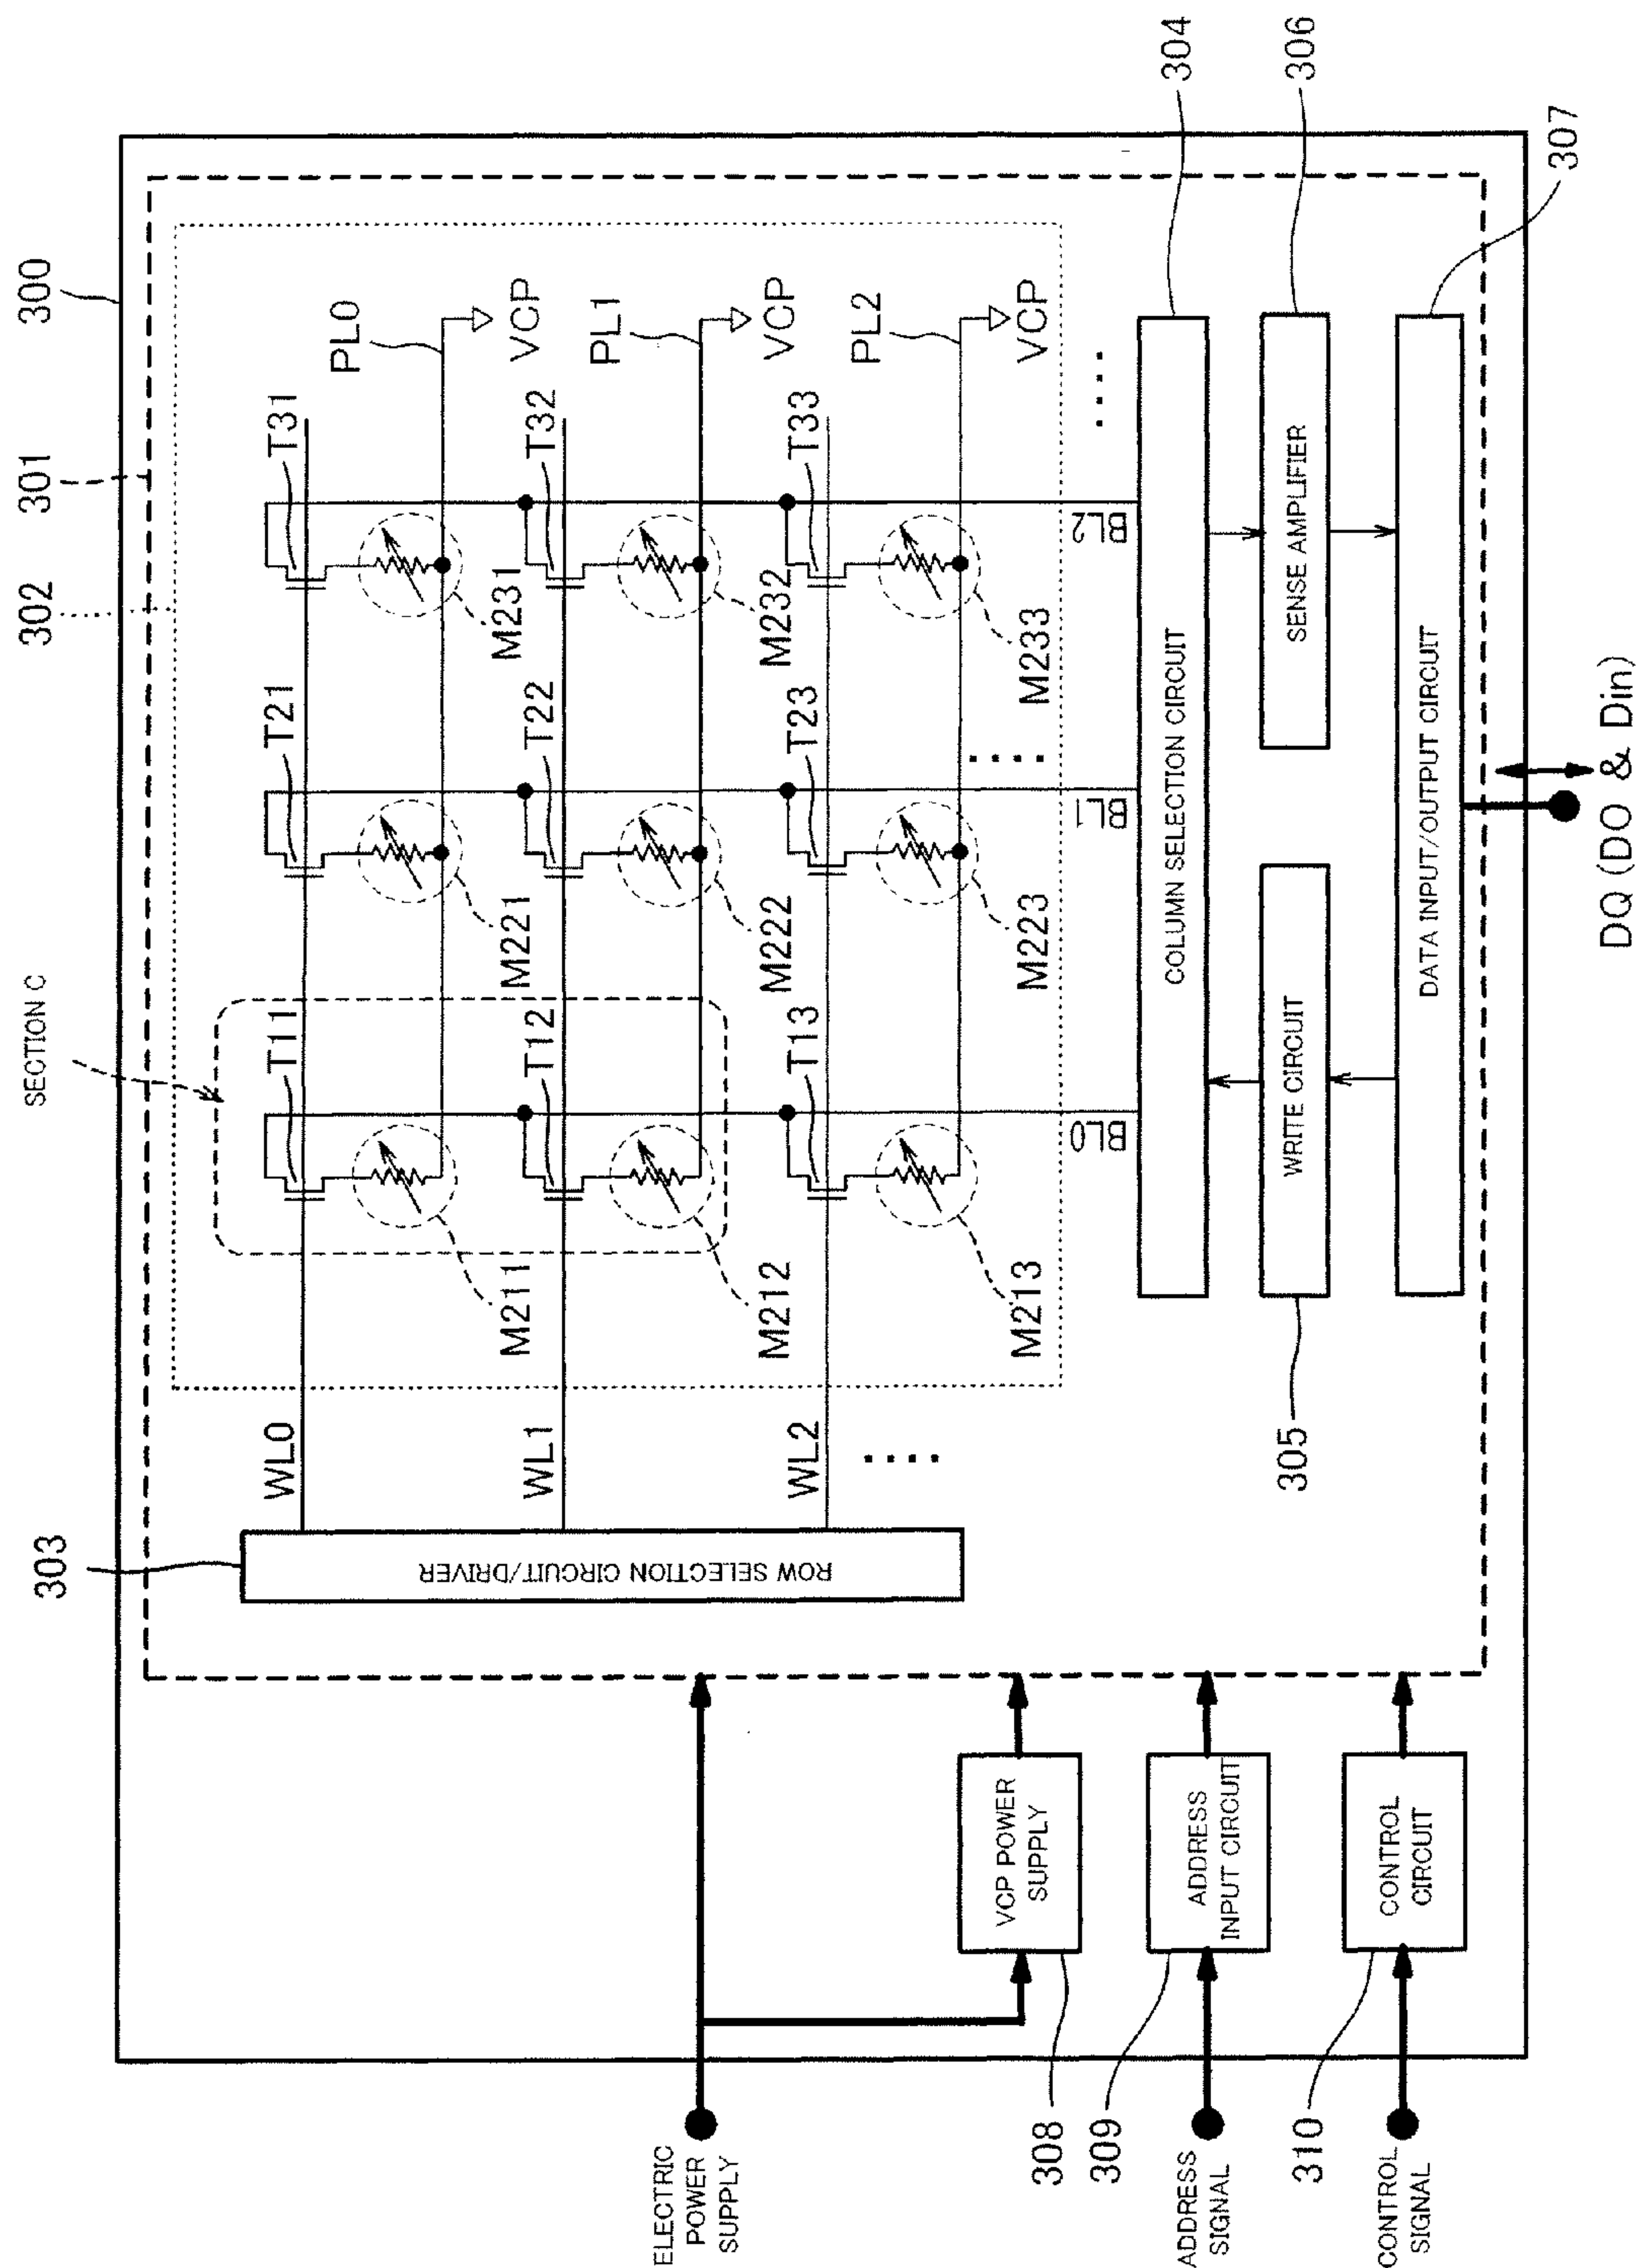 300
301
302
SECTION C
303
WL0
WL1
WL2
....
ROW SELECTION CIRCUIT/DRIVER
T11
T21
T31
PL0
VCP
M211
M221
M231
T12
T22
T32
PL1
VCP
M212
M222
M232
T13
T23
T33
PL2
VCP
M213
M223
M233
....
....
BL0
BL1
BL2
COLUMN SELECTION CIRCUIT
304
WRITE CIRCUIT
305
SENSE AMPLIFIER
306
DATA INPUT/OUTPUT CIRCUIT
307
DQ (DO & Din)
ELECTRIC
POWER
SUPPLY
VCP POWER
SUPPLY
308
ADDRESS
SIGNAL
ADDRESS
INPUT CIRCUIT
309
CONTROL
SIGNAL
CONTROL
CIRCUIT
310